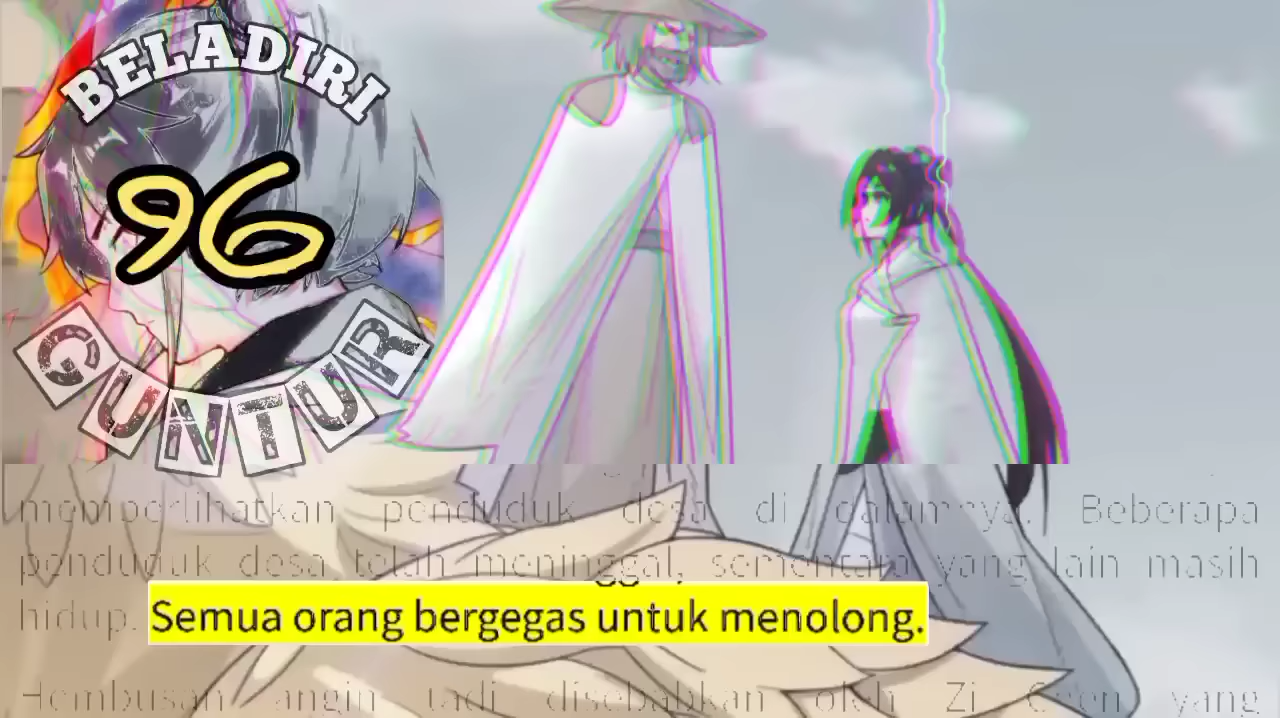 BELADIRI
96
GUNTUR
memperlihatkan penduduk desa di dalamnya. Beberapa
penduduk desa telah meninggal, sementara yang lain masih
hidup. Semua orang bergegas untuk menolong.
Hembusan angin tadi disebabkan oleh Zi Chen yang